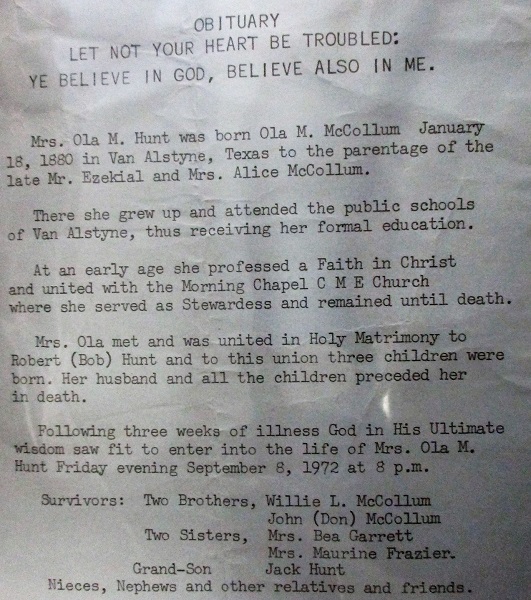 OBITUARY
LET NOT YOUR HEART BE TROUBLED:
YE BELIEVE IN GOD, BELIEVE ALSO IN ME.
Mrs. Ola M. Hunt was born Ola M. McCollum January
18, 1880 in Van Alstyne, Texas to the parentage of the
late Mr. Ezekial and Mrs. Alice McCollum.
There she grew up and attended the public schools
of Van Alstyne, thus receiving her formal education.
At an early age she professed a Faith in Christ
and united with the Morning Chapel C M E Church
where she served as Stewardess and remained until death.
Mrs. Ola met and was united in Holy Matrimony to
Robert (Bob) Hunt and to this union three children were
born. Her husband and all the children preceded her
in death.
Following three weeks of illness God in His Ultimate
wisdom saw fit to enter into the life of Mrs. Ola M.
Hunt Friday evening September 8, 1972 at 8 p.m.
Survivors: Two Brothers, Willie L. McCollum
John (Don) McCollum
Two Sisters, Mrs. Bea Garrett
Mrs. Maurine Frazier.
Grand-Son Jack Hunt
Nieces, Nephews and other relatives and friends.